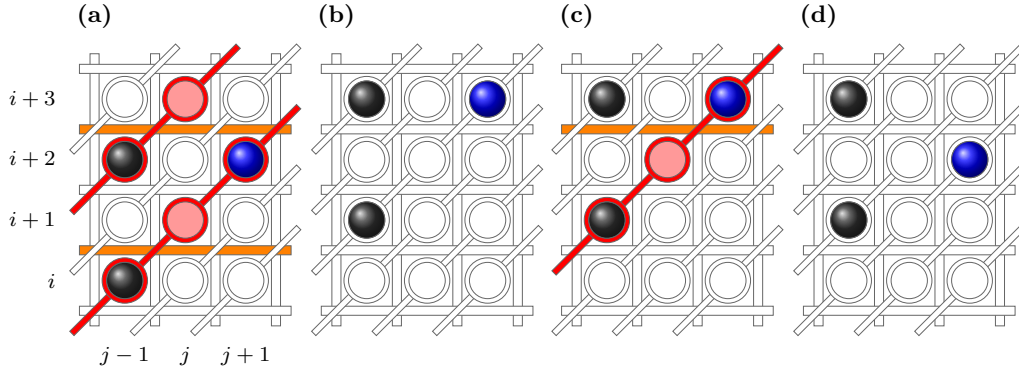 (a) (b) (c) (d)
i + 3
i + 2
i + 1
i
j − 1 j j + 1